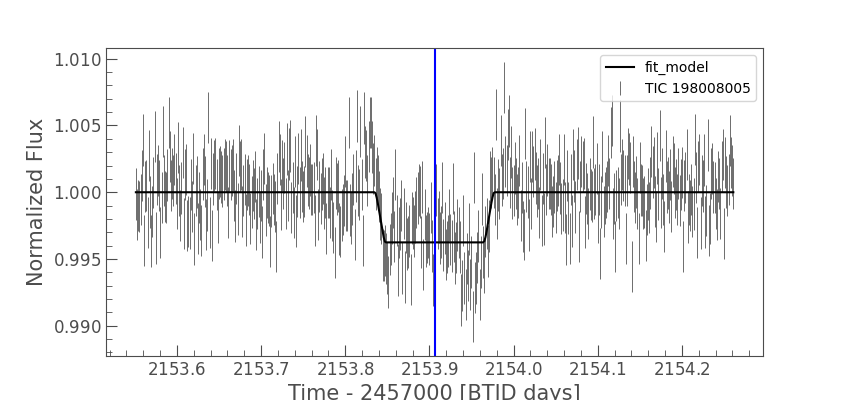 1.010
1.005
1.000
0.995
0.990
Normalized Flux
fit_model
TIC 198008005
2153.6 2153.7 2153.8 2153.9 2154.0 2154.1 2154.2
Time - 2457000 [BTJD days]